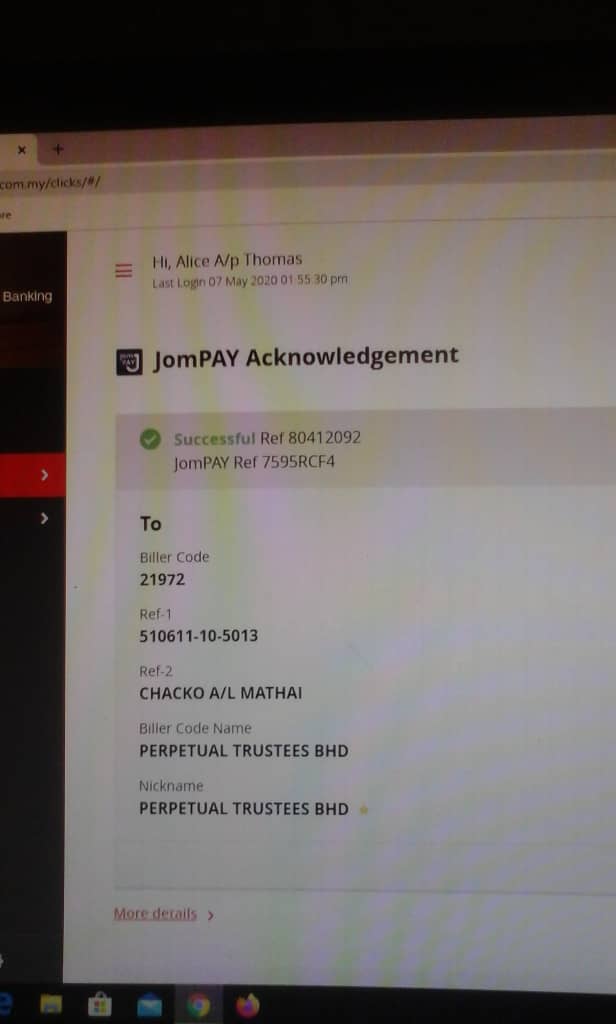 com.my/clicks/#/
re
Hi, Alice A/p Thomas
Last Login 07 May 2020 01 55 30 pm
Banking
JomPAY Acknowledgement
Successful Ref 80412092
JomPAY Ref 7595RCF4
To
Biller Code
21972
Ref-1
510611-10-5013
Ref-2
CHACKO A/L MATHAI
Biller Code Name
PERPETUAL TRUSTEES BHD
Nickname
PERPETUAL TRUSTEES BHD
More details